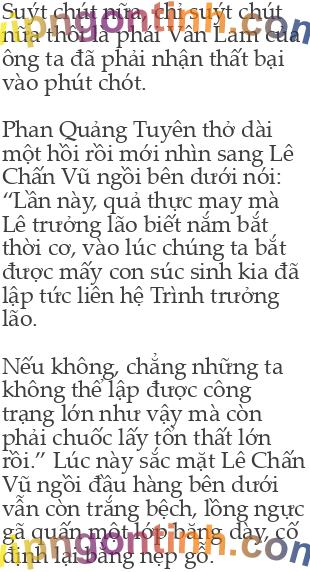 Suýt chút nữa, chỉ suýt chút
nữa thôi là phái Vân Lam của
ông ta đã phải nhận thất bại
vào phút chót.
Phan Quảng Tuyên thở dài
một hồi rồi mới nhìn sang Lê
Chấn Vũ ngồi bên dưới nói:
“Lần này, quả thực may mà
Lê trưởng lão biết nắm bắt
thời cơ, vào lúc chúng ta bắt
được mấy con súc sinh kia đã
lập tức liên hệ Trình trưởng
lão.
Nếu không, chẳng những ta
không thể lập được công
trạng lớn như vậy mà còn
phải chuốc lấy tổn thất lớn
rồi.” Lúc này sắc mặt Lê Chấn
Vũ ngồi đầu hàng bên dưới
vẫn còn trắng bệch, lồng ngực
gã quấn một lớp băng dày, cố
định lại bằng nẹp gỗ.